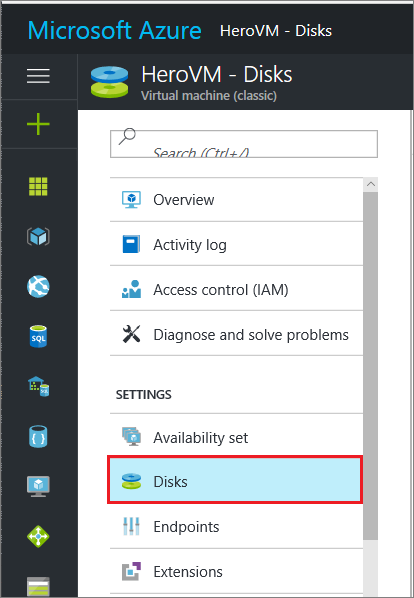 Microsoft Azure HeroVM - Disks
HeroVM - Disks
Virtual machine (classic)
Search (Ctrl+/)
Overview
Activity log
Access control (IAM)
Diagnose and solve problems
SETTINGS
Availability set
SQL
Disks
Endpoints
Extensions